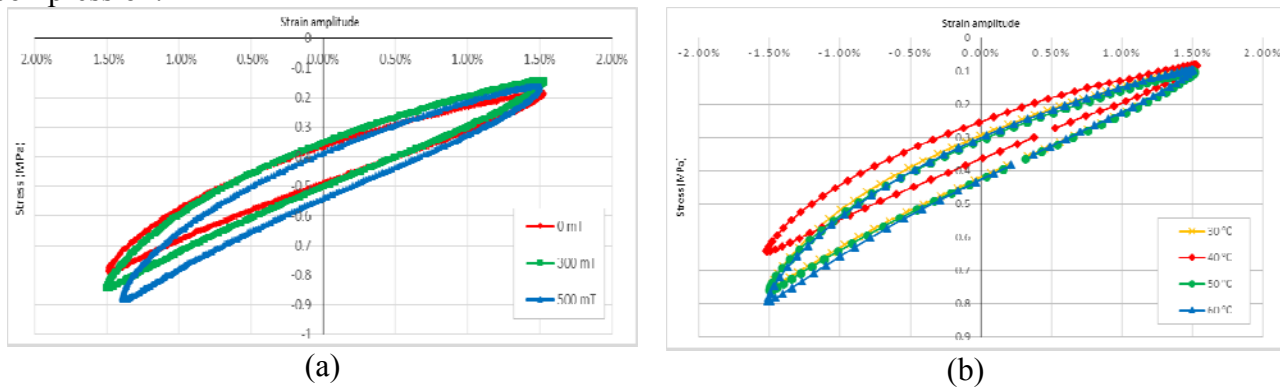 compression.
Strain amplitude
2.00% 1.50% 1.00% 0.50% 0.00% 0.50% 1.00% 1.50% 2.00%
0
-0.1
0.2
0.3
0.4
-0.5
0.6
0.7
0.8
-0.9
-1
Stress [MPa]
0 mT
300 mT
500 mT
(a)
Strain amplitude
-2.00% -1.50% -1.00% -0.50% 0.00% 0.50% 1.00% 1.50% 2.00%
0
0.1
0.2
0.3
0.4
0.5
0.6
0.7
0.8
0.9
Stress [MPa]
30 °C
40 °C
50 °C
60 °C
(b)